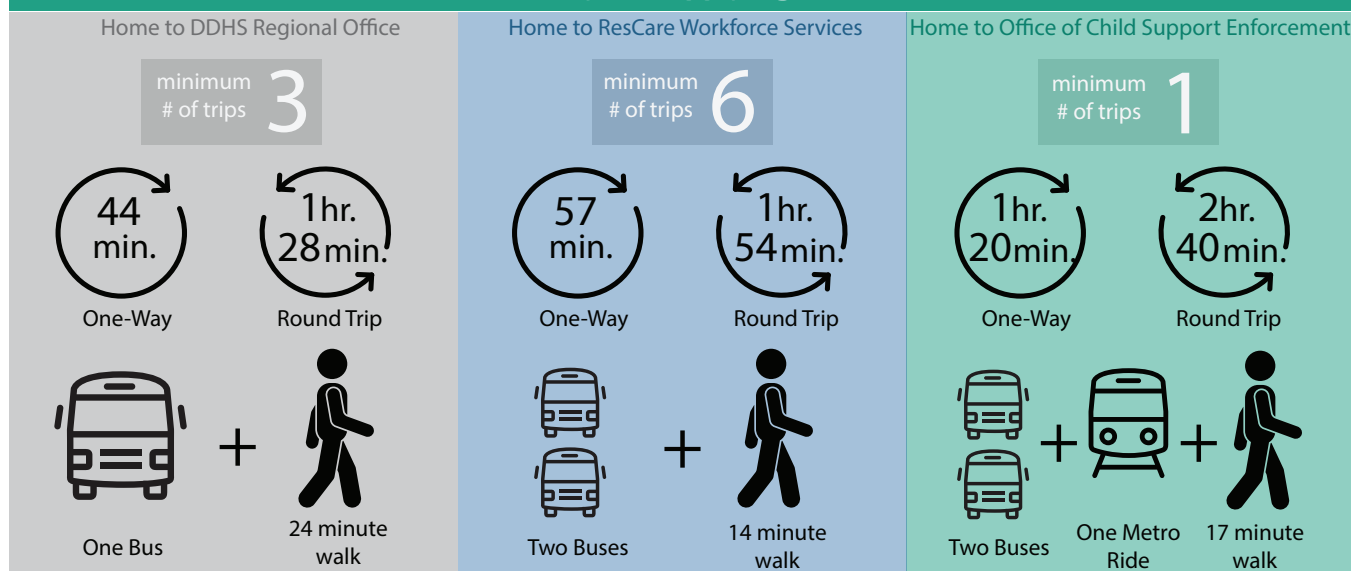 Home to DDHS Regional Office
minimum
# of trips
3
44
min.
One-Way
1hr.
28min.
Round Trip
One Bus
24 minute
walk
Home to ResCare Workforce Services
minimum
# of trips
6
57
min.
One-Way
1hr.
54min.
Round Trip
Two Buses
14 minute
walk
Home to Office of Child Support Enforcement
minimum
# of trips
1
1hr.
20min.
One-Way
2hr.
40min.
Round Trip
Two Buses
One Metro
Ride
17 minute
walk